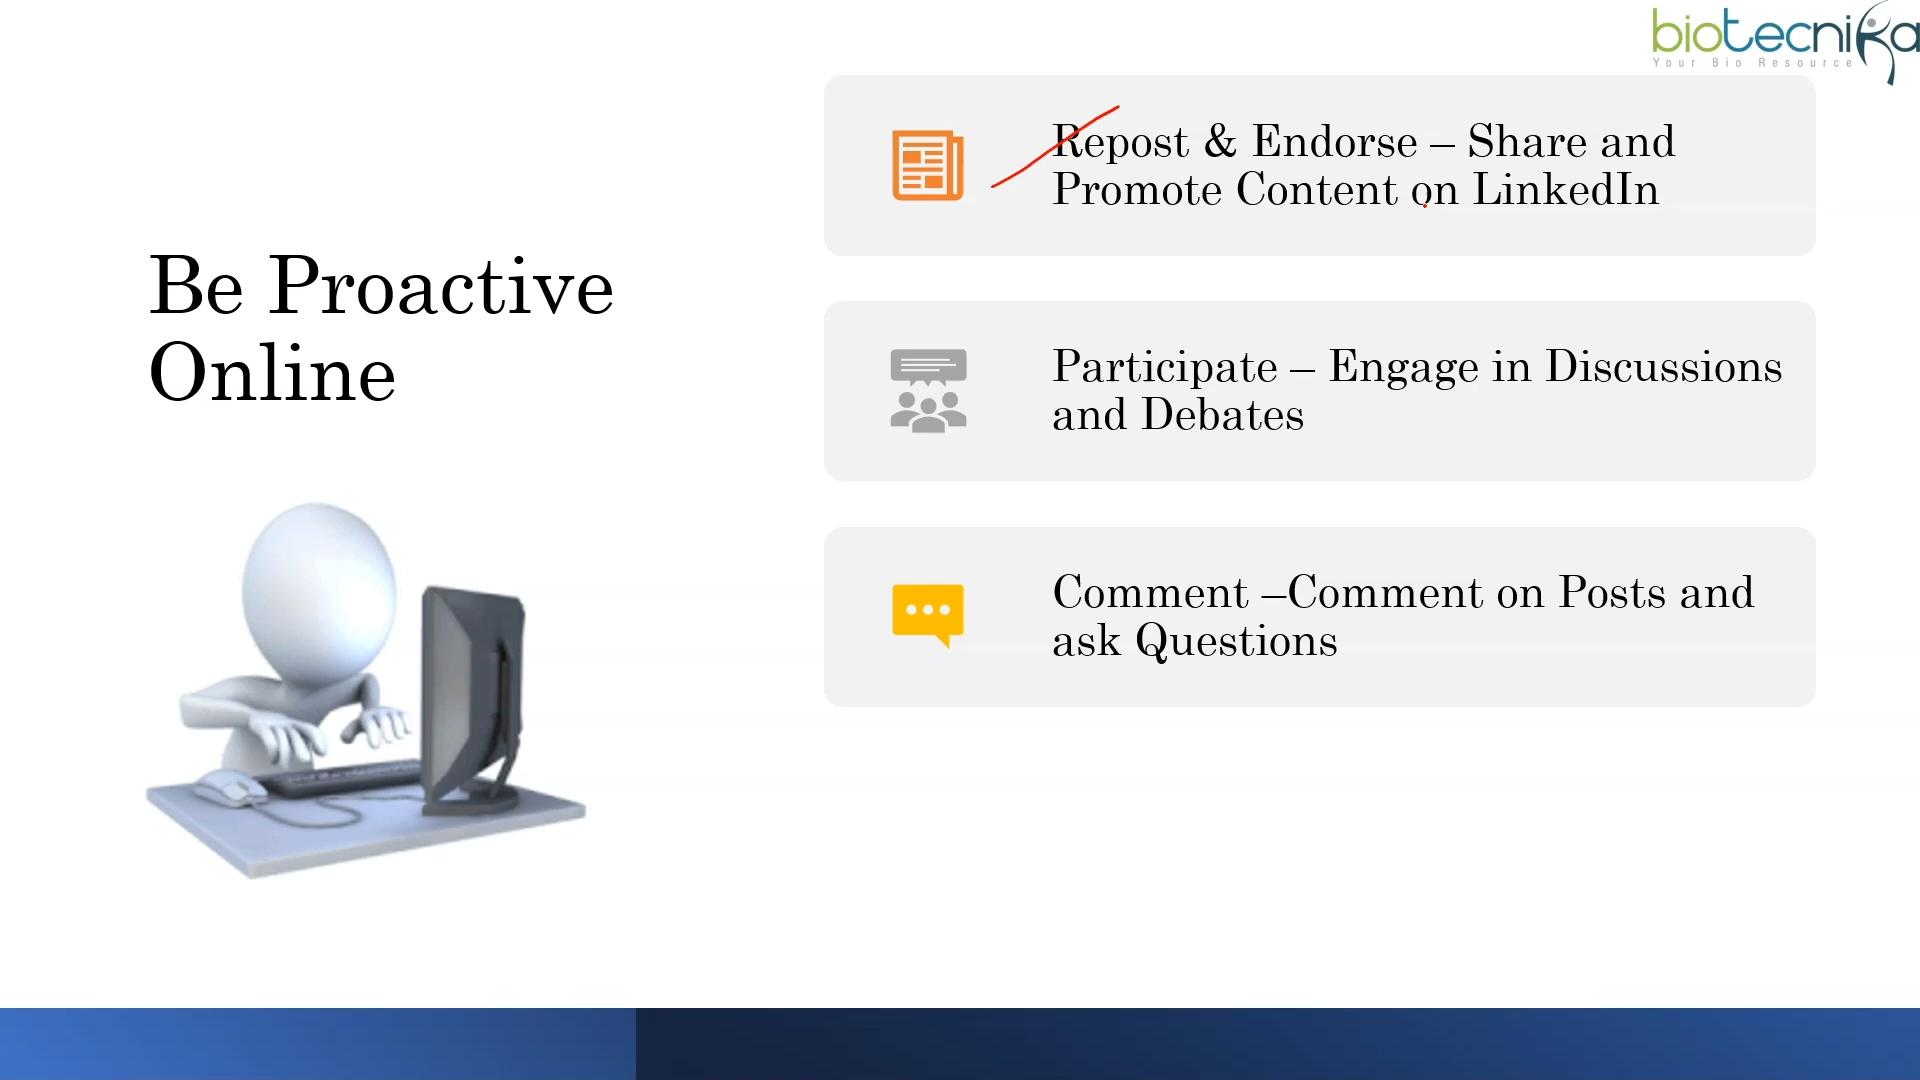 biotecnika
Your Bio Resource
Be Proactive
Online
Repost & Endorse – Share and
Promote Content on LinkedIn
Participate – Engage in Discussions
and Debates
Comment –Comment on Posts and
ask Questions